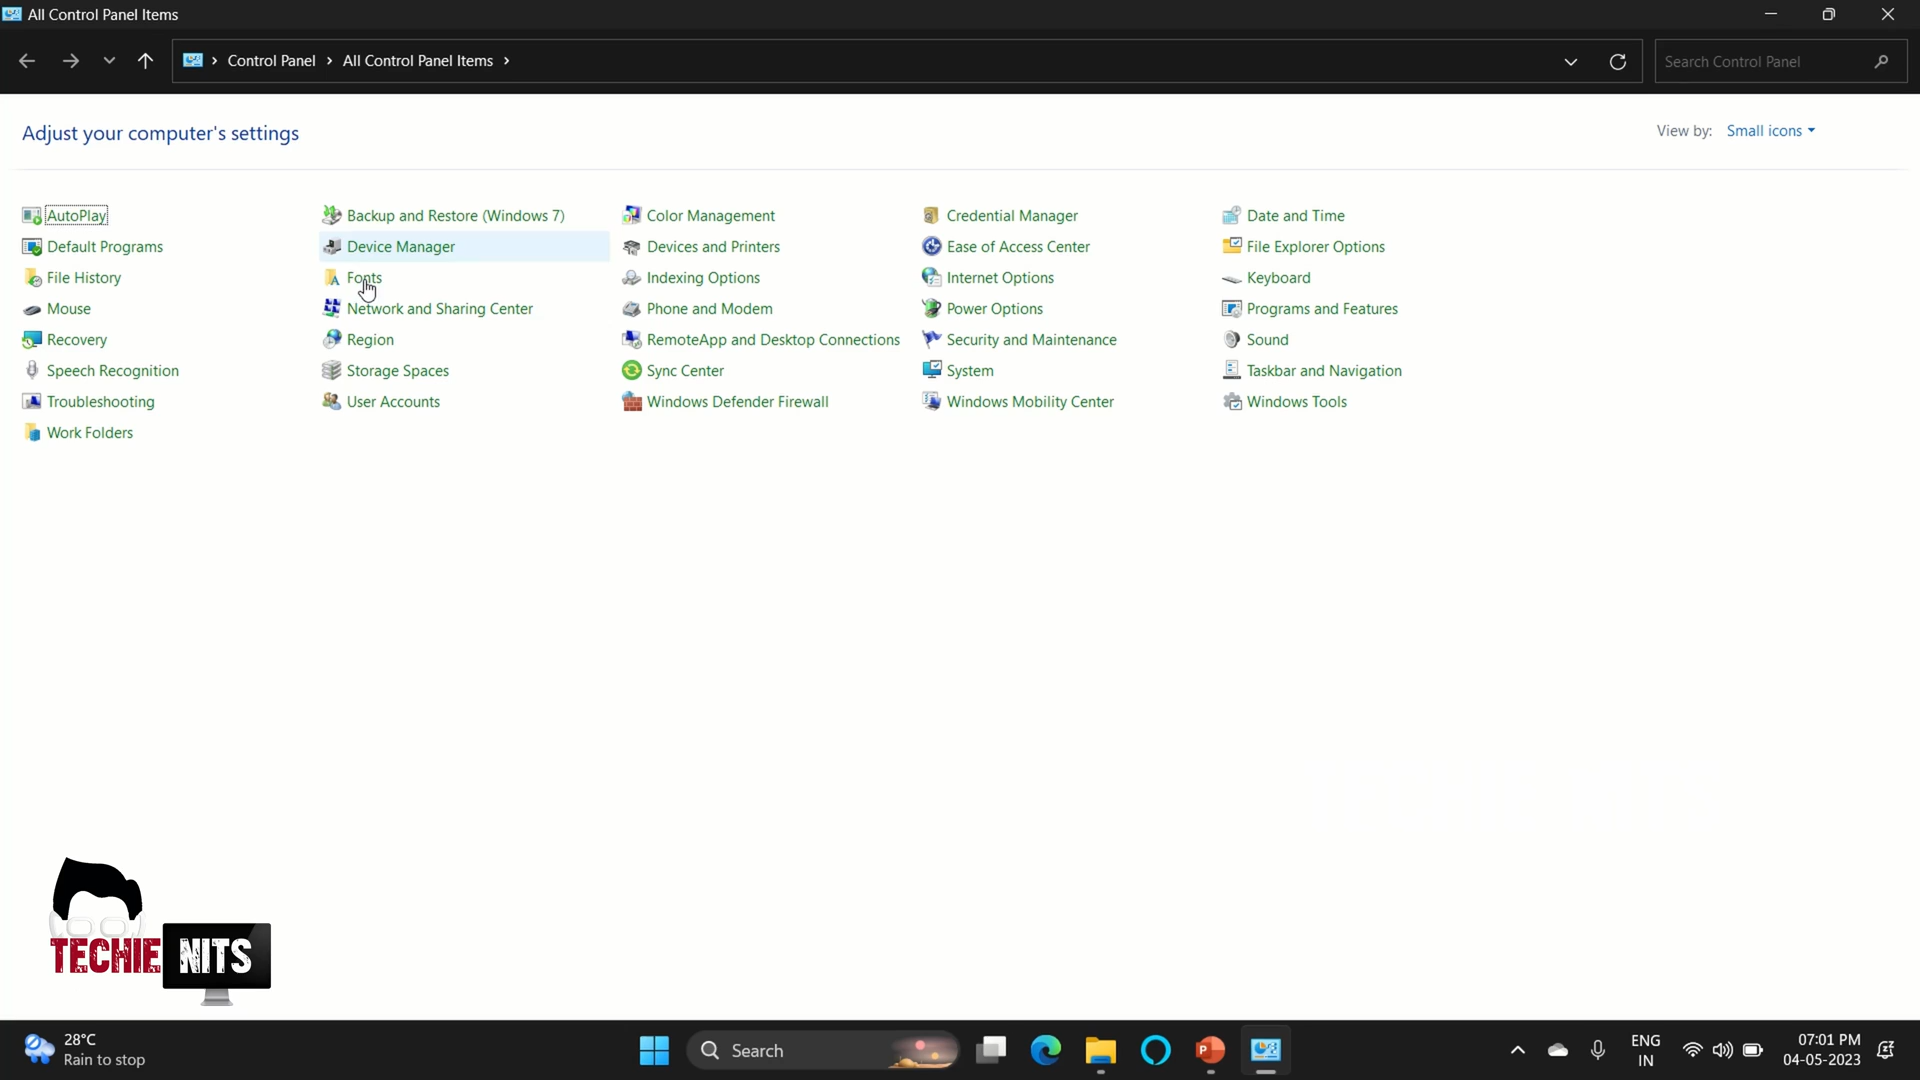 All Control Panel Items
Control Panel All Control Panel Items
Search Control Panel
Adjust your computer's settings
View by: Small icons
AutoPlay
Backup and Restore (Windows 7)
Color Management
Credential Manager
Date and Time
Default Programs
Device Manager
Devices and Printers
Ease of Access Center
File Explorer Options
File History
Fonts
Indexing Options
Internet Options
Keyboard
Mouse
Network and Sharing Center
Phone and Modem
Power Options
Programs and Features
Recovery
Region
RemoteApp and Desktop Connections
Security and Maintenance
Sound
Speech Recognition
Storage Spaces
Sync Center
System
Taskbar and Navigation
Troubleshooting
User Accounts
Windows Defender Firewall
Windows Mobility Center
Windows Tools
Work Folders
TECHIE NITS
28°C
Rain to stop
Search
ENG
IN
07:01 PM
04-05-2023